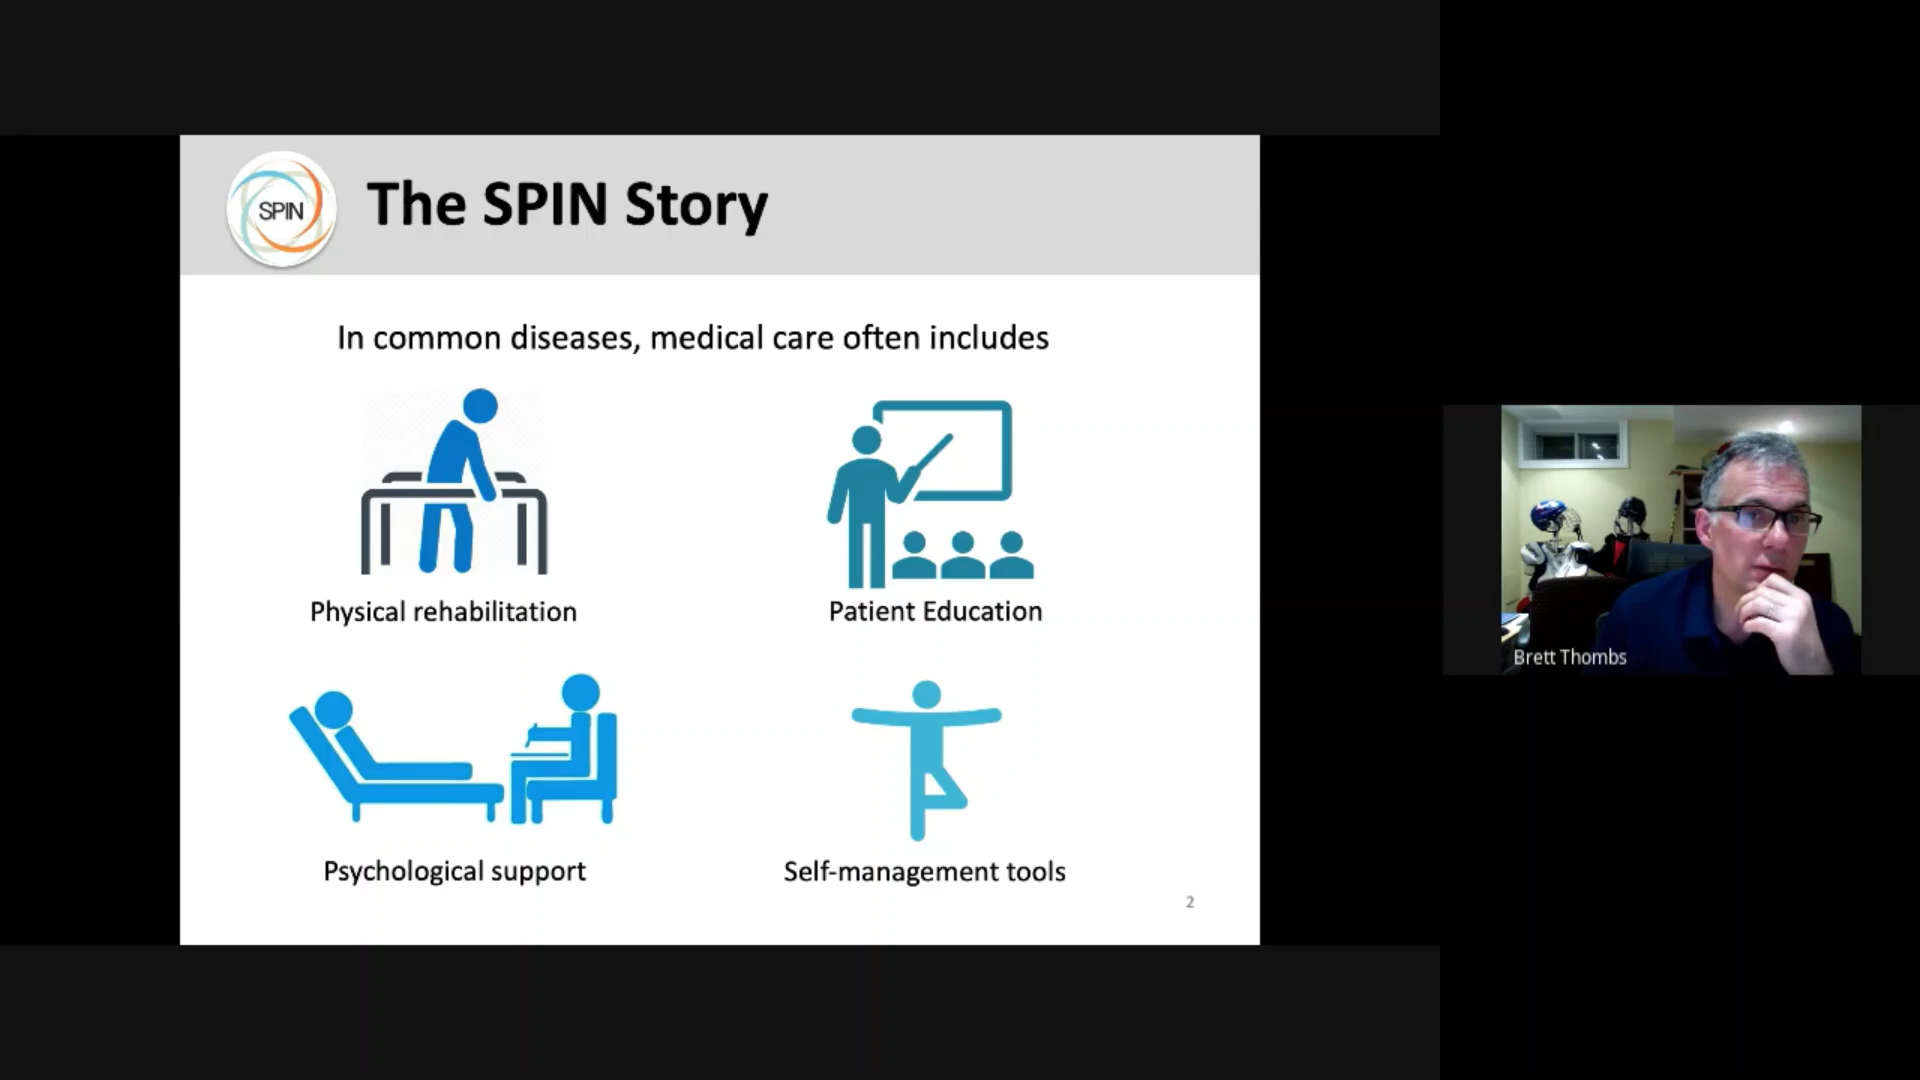 SPIN
The SPIN Story
In common diseases, medical care often includes
Physical rehabilitation
Patient Education
Psychological support
Self-management tools
2
Brett Thombs